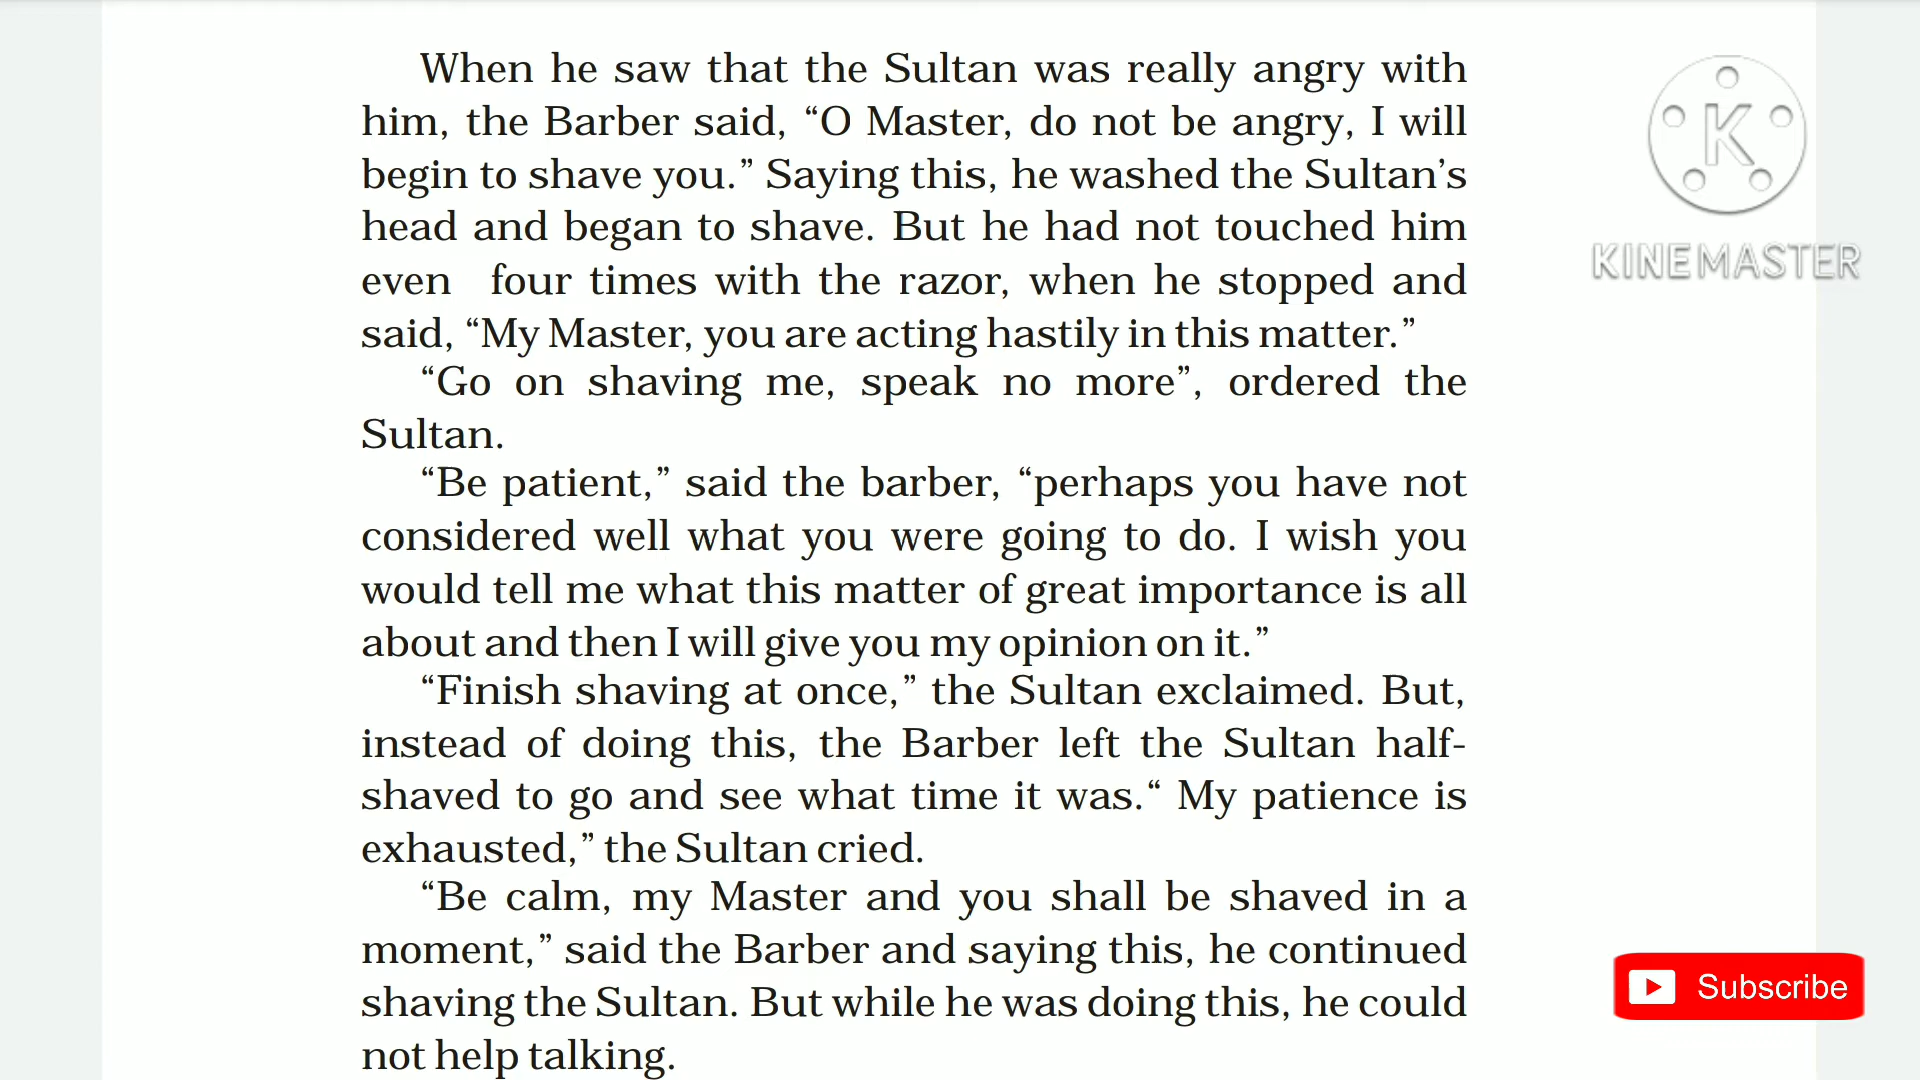 When he saw that the Sultan was really angry with
him, the Barber said, “O Master, do not be angry, I will
begin to shave you.” Saying this, he washed the Sultan’s
head and began to shave. But he had not touched him
even four times with the razor, when he stopped and
said, “My Master, you are acting hastily in this matter.”
“Go on shaving me, speak no more”, ordered the
Sultan.
“Be patient,” said the barber, “perhaps you have not
considered well what you were going to do. I wish you
would tell me what this matter of great importance is all
about and then I will give you my opinion on it.”
“Finish shaving at once,” the Sultan exclaimed. But,
instead of doing this, the Barber left the Sultan half-
shaved to go and see what time it was.“ My patience is
exhausted,” the Sultan cried.
“Be calm, my Master and you shall be shaved in a
moment,” said the Barber and saying this, he continued
shaving the Sultan. But while he was doing this, he could
not help talking.
K
KINEMASTER
Subscribe